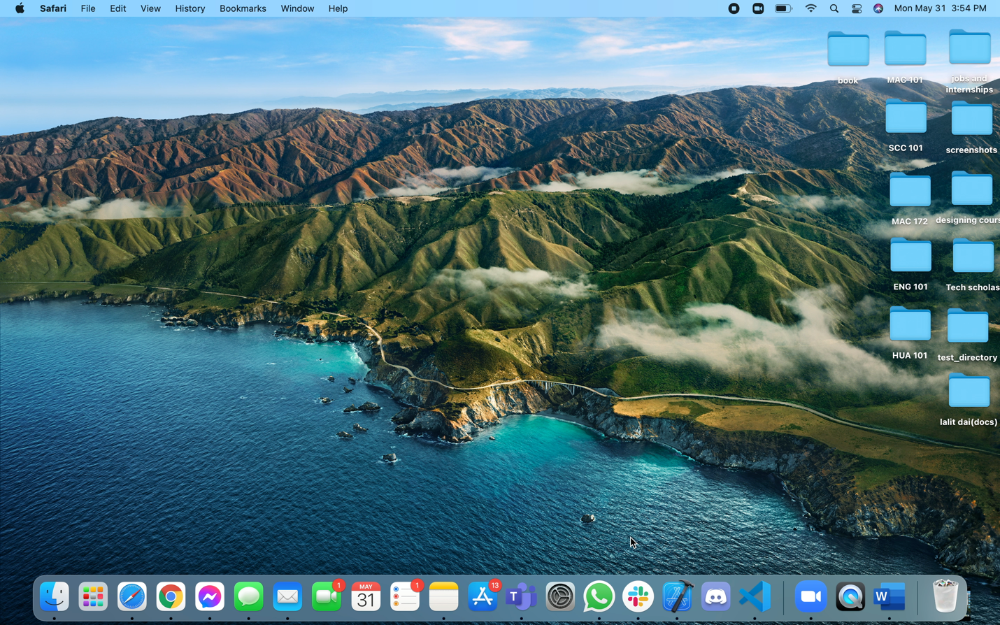 Safari File Edit View History Bookmarks Window Help Mon May 31 3:54 PM
book
MAC 101
jobs and
internships
SCC 101
screenshots
MAC 172
designing cours
ENG 101
Tech scholas
HUA 101
test_directory
lalit dai(docs)
1
MAY
31
1
13
T
W